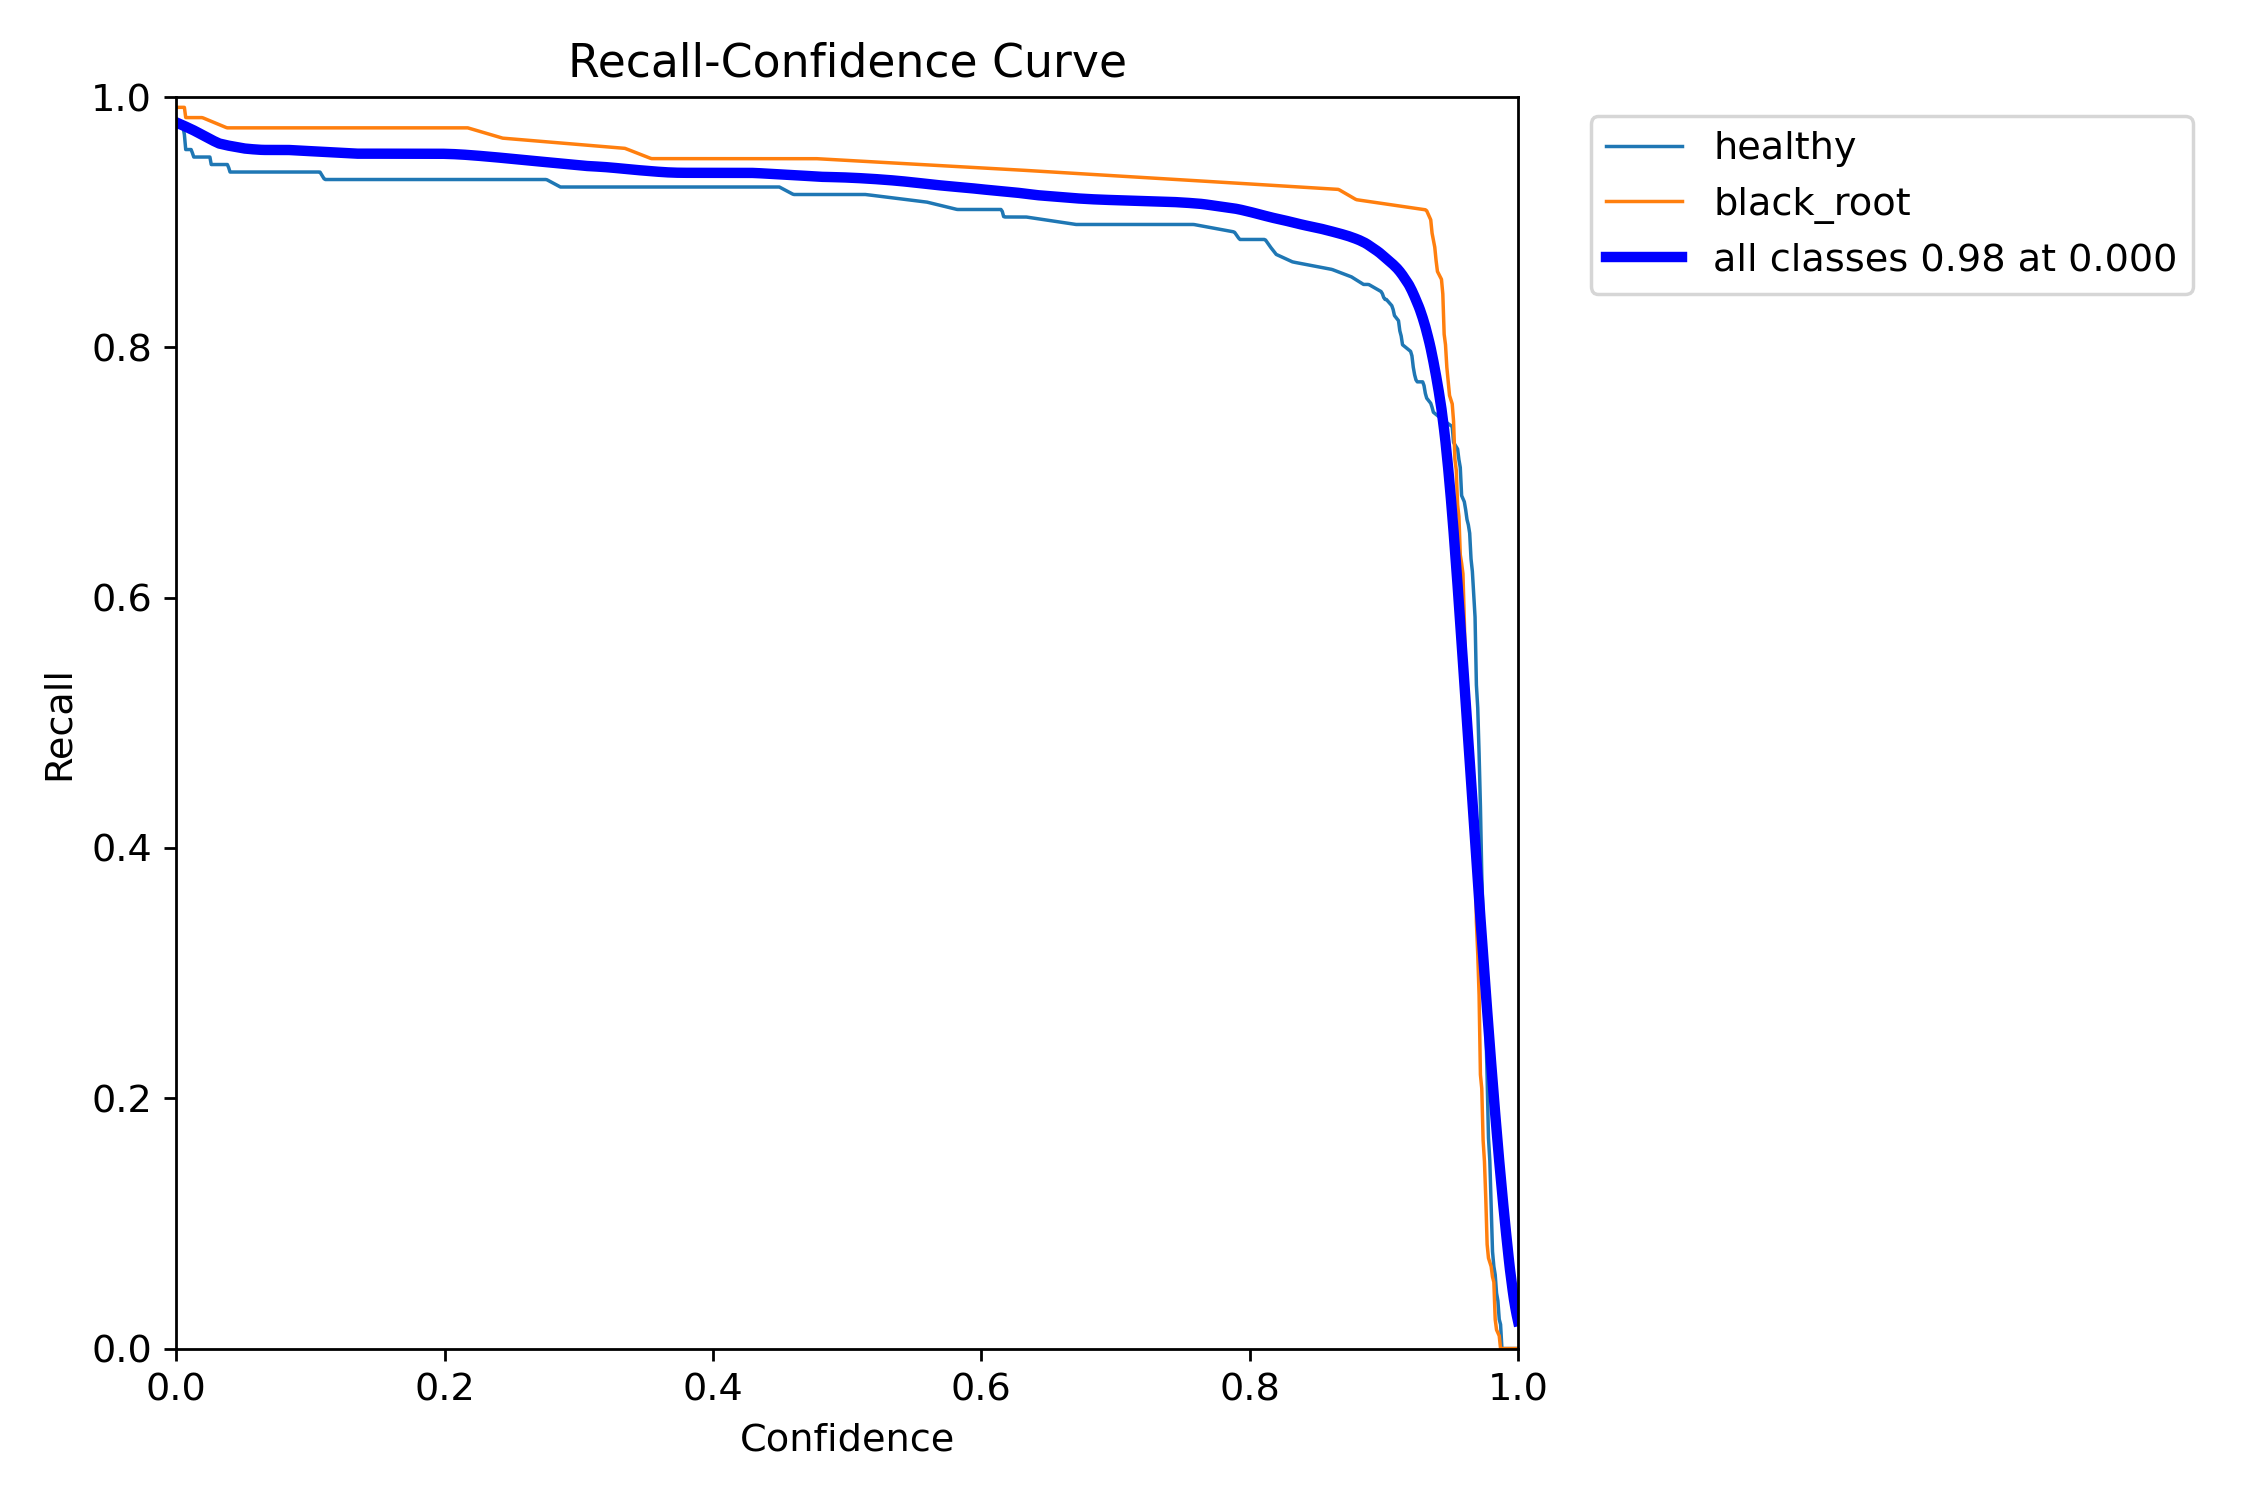 Recall-Confidence Curve
healthy
black_root
all classes 0.98 at 0.000
1.0
0.8
0.6
0.4
0.2
0.0
Recall
0.0 0.2 0.4 0.6 0.8 1.0
Confidence